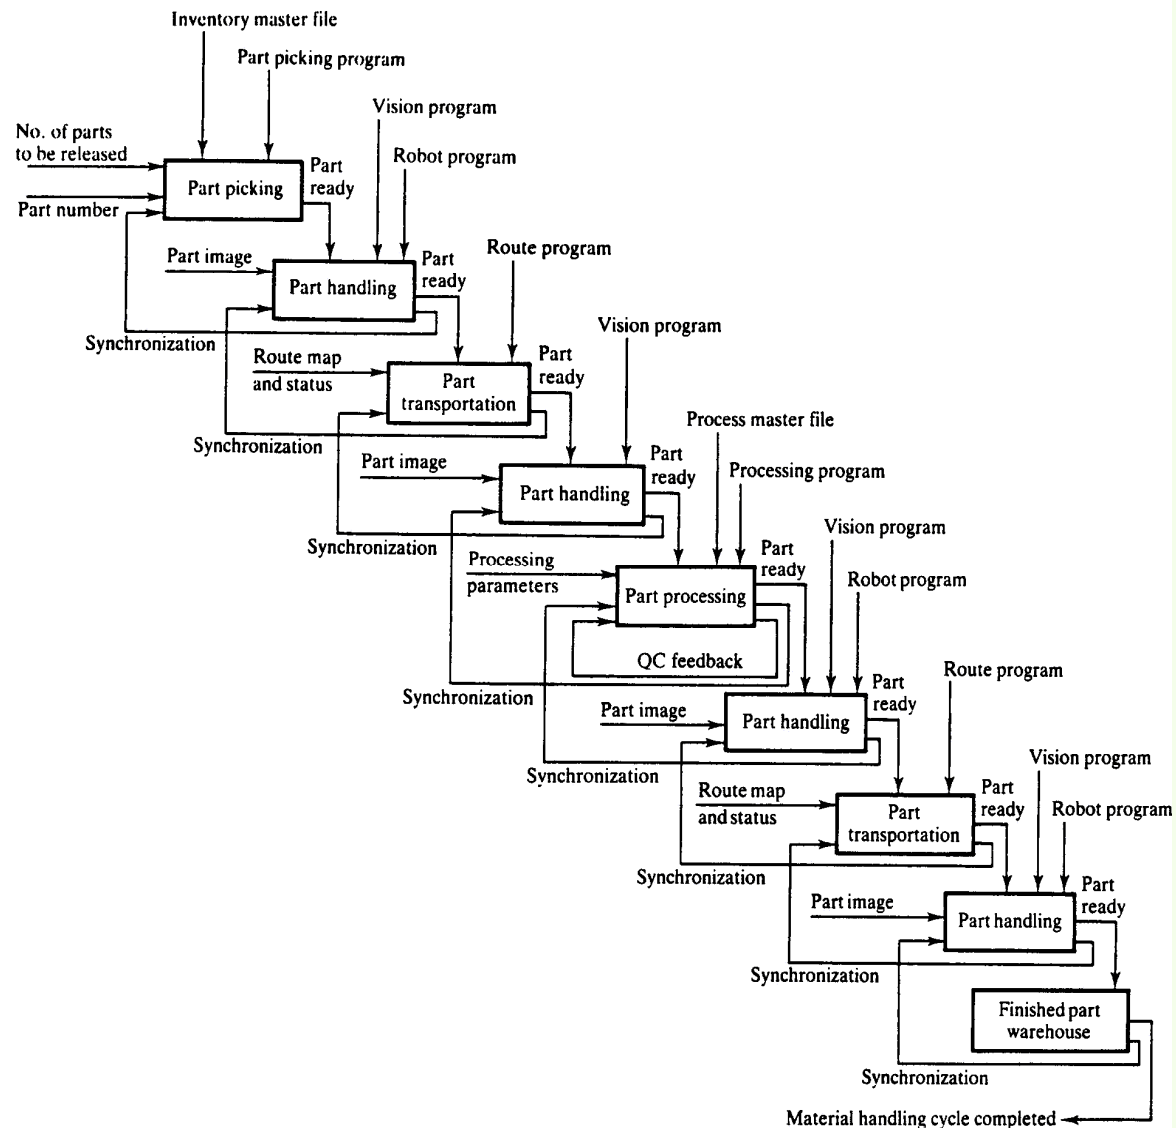 Inventory master file
Part picking program
Vision program
No. of parts
to be released
Robot program
Part
ready
Part picking
Part number
Part image
Part
ready
Route program
Part handling
Synchronization
Vision program
Route map
and status
Part
ready
Part
transportation
Synchronization
Process master file
Part image
Part
ready
Processing program
Part handling
Vision program
Synchronization
Processing
parameters
Part
ready
Robot program
Part processing
QC feedback
Synchronization
Route program
Part
ready
Part image
Part handling
Vision program
Synchronization
Route map
and status
Part
ready
Robot program
Part
transportation
Synchronization
Part image
Part
ready
Part handling
Synchronization
Finished part
warehouse
Synchronization
Material handling cycle completed